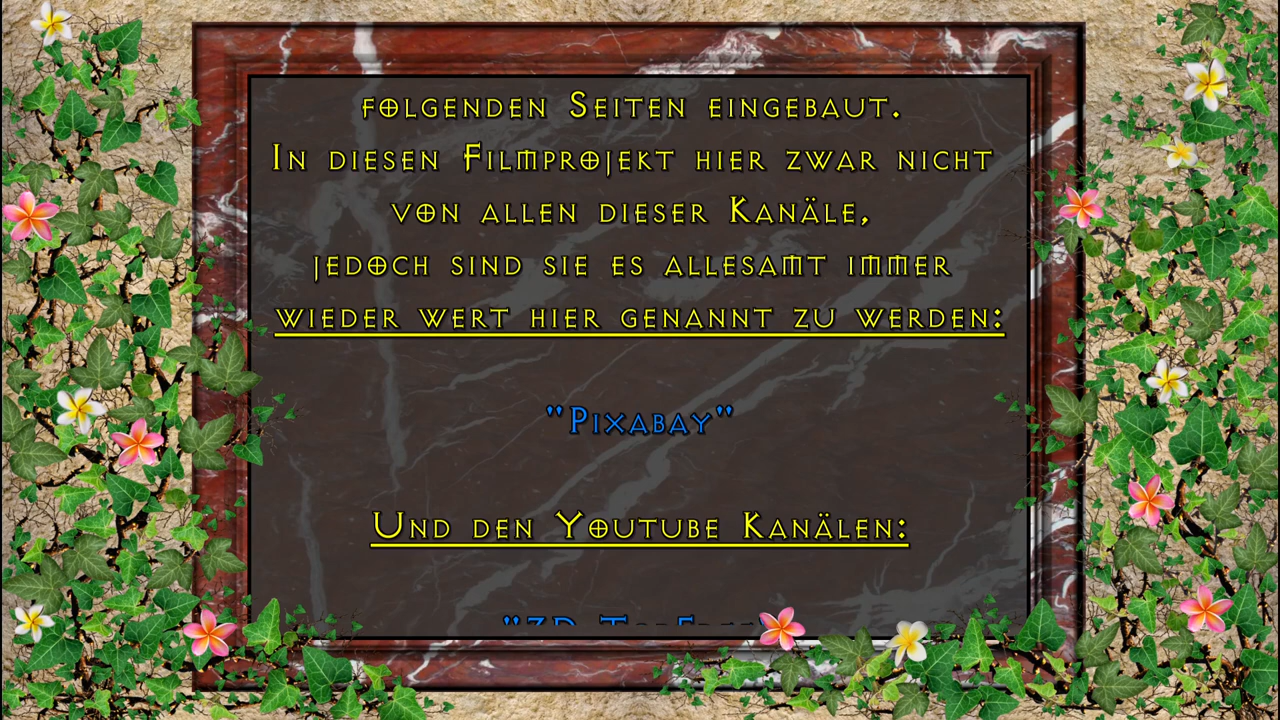 folgenden Seiten eingebaut.
In diesen Filmprojekt hier zwar nicht
von allen dieser Kanäle,
jedoch sind sie es allesamt immer
wieder wert hier genannt zu werden:
"Pixabay"
Und den Youtube Kanälen: